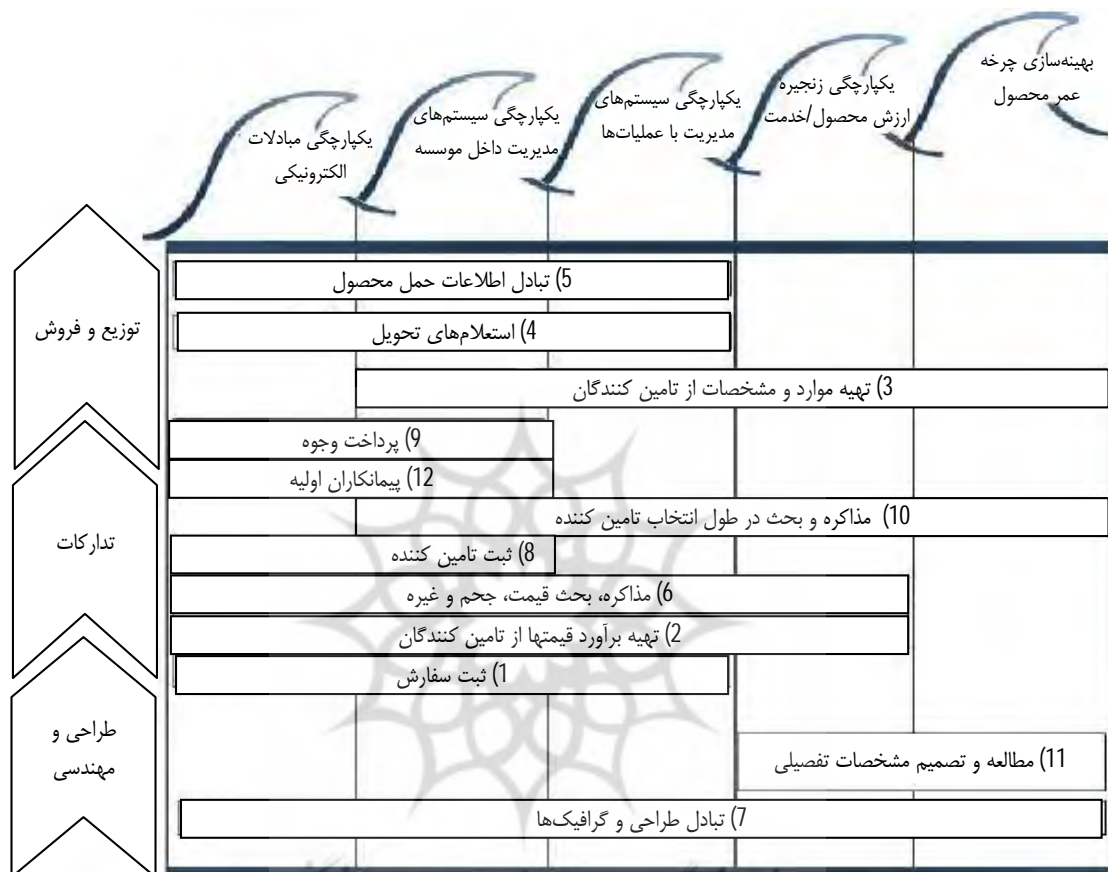 بهینه‌سازی چرخه
عمر محصول
یکپارچگی زنجیره
ارزش محصول/خدمت
یکپارچگی سیستم‌های
مدیریت با عملیات‌ها
یکپارچگی سیستم‌های
مدیریت داخل موسسه
یکپارچگی مبادلات
الکترونیکی
توزیع و فروش
5) تبادل اطلاعات حمل محصول
4) استعلام‌های تحویل
3) تهیه موارد و مشخصات از تامین کنندگان
تدارکات
9) پرداخت وجوه
12) پیمانکاران اولیه
10) مذاکره و بحث در طول انتخاب تامین کننده
8) ثبت تامین کننده
6) مذاکره، بحث قیمت، جحم و غیره
2) تهیه برآورد قیمتها از تامین کنندگان
1) ثبت سفارش
طراحی و
مهندسی
11) مطالعه و تصمیم مشخصات تفصیلی
7) تبادل طراحی و گرافیک‌ها